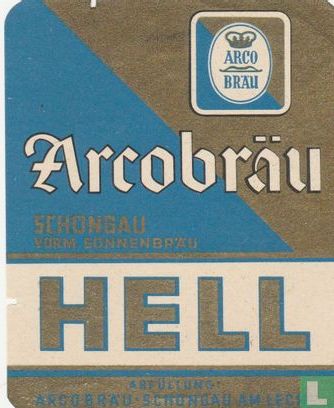 ARCO
BRÄU
Arcobräu
SCHONGAU
VORM. SONNENBRÄU
HELL
ABFÜLLUNG:
ARCOBRÄU · SCHONGAU AM LECH
L